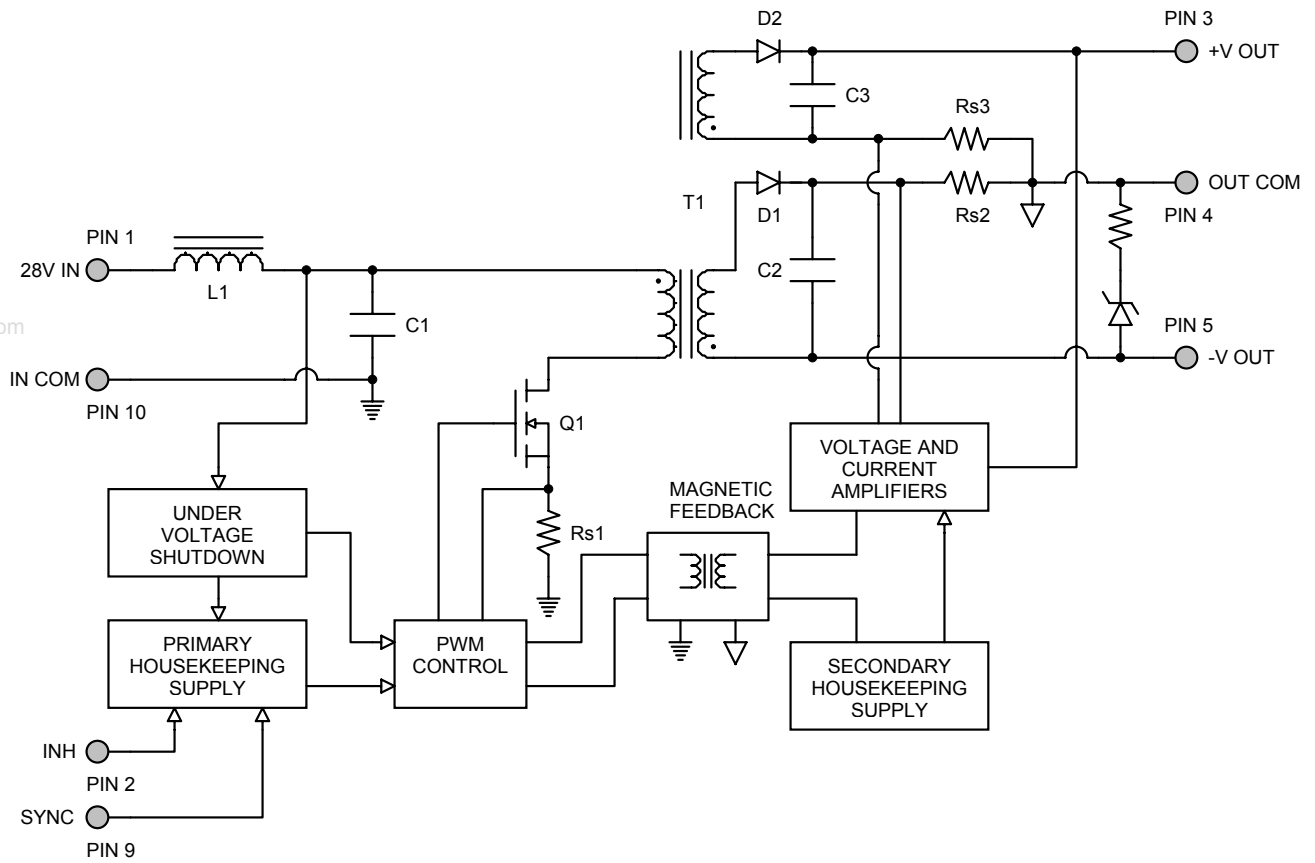 D2
PIN 3
+V OUT
C3
Rs3
OUT COM
T1
D1
Rs2
PIN 4
PIN 1
28V IN
L1
C2
C1
PIN 5
-V OUT
om
IN COM
PIN 10
Q1
VOLTAGE AND
CURRENT
AMPLIFIERS
MAGNETIC
FEEDBACK
UNDER
VOLTAGE
SHUTDOWN
Rs1
PRIMARY
HOUSEKEEPING
SUPPLY
PWM
CONTROL
SECONDARY
HOUSEKEEPING
SUPPLY
INH
PIN 2
SYNC
PIN 9